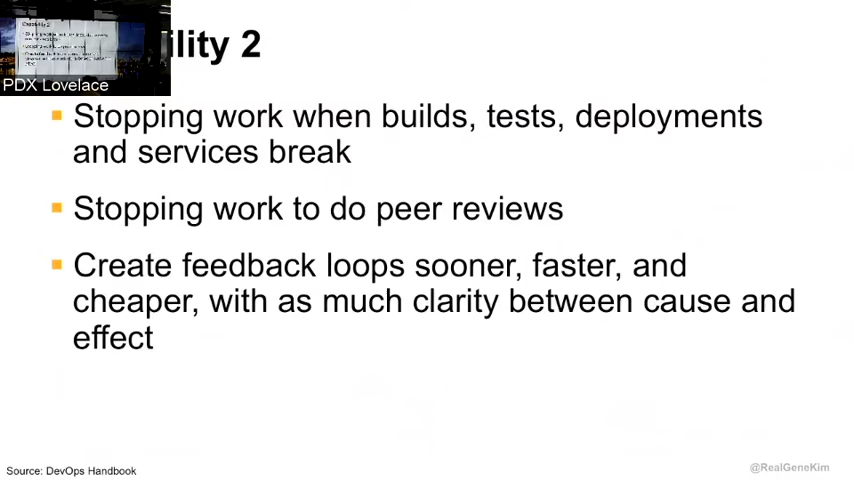 ility 2
PDX Lovelace
Stopping work when builds, tests, deployments
and services break
Stopping work to do peer reviews
Create feedback loops sooner, faster, and
cheaper, with as much clarity between cause and
effect
Source: DevOps Handbook
@RealGeneKim